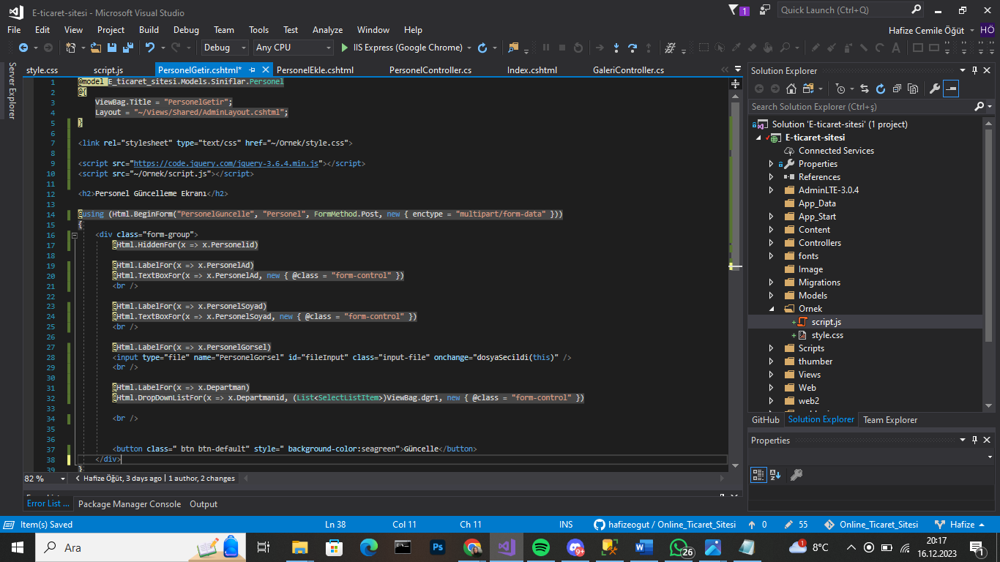 E-ticaret-sitesi - Microsoft Visual Studio
1
Quick Launch (Ctrl+Q)
File Edit View Project Build Debug Team Tools Test Analyze Window Help
Hafize Cemile Öğüt HÖ
Debug Any CPU IIS Express (Google Chrome)
Server Explorer
style.css script.js PersonelGetir.cshtml* PersonelEkle.cshtml PersonelController.cs Index.cshtml GaleriController.cs
1 @model E_ticaret_sitesi.Models.Siniflar.Personel
2 @{
3 ViewBag.Title = "PersonelGetir";
4 Layout = "~/Views/Shared/AdminLayout.cshtml";
5 }
6
7 <link rel="stylesheet" type="text/css" href="~/Ornek/style.css">
8
9 <script src="https://code.jquery.com/jquery-3.6.4.min.js"></script>
10 <script src="~/Ornek/script.js"></script>
11
12 <h2>Personel Güncelleme Ekranı</h2>
13
14 @using (Html.BeginForm("PersonelGuncelle", "Personel", FormMethod.Post, new { enctype = "multipart/form-data" }))
15 {
16 <div class="form-group">
17 @Html.HiddenFor(x => x.Personelid)
18
19 @Html.LabelFor(x => x.PersonelAd)
20 @Html.TextBoxFor(x => x.PersonelAd, new { @class = "form-control" })
21 <br />
22
23 @Html.LabelFor(x => x.PersonelSoyad)
24 @Html.TextBoxFor(x => x.PersonelSoyad, new { @class = "form-control" })
25 <br />
26
27 @Html.LabelFor(x => x.PersonelGorsel)
28 <input type="file" name="PersonelGorsel" id="fileInput" class="input-file" onchange="dosyaSecildi(this)" />
29 <br />
30
31 @Html.LabelFor(x => x.Departman)
32 @Html.DropDownListFor(x => x.Departmanid, (List<SelectListItem>)ViewBag.dgr1, new { @class = "form-control" })
33
34 <br />
35
36
37 <button class=" btn btn-default" style=" background-color:seagreen">Güncelle</button>
38 </div>
39 }
82 % Hafize Öğüt, 3 days ago | 1 author, 2 changes
Error List ... Package Manager Console Output
Solution Explorer
Search Solution Explorer (Ctrl+ş)
Solution 'E-ticaret-sitesi' (1 project)
E-ticaret-sitesi
Connected Services
Properties
References
AdminLTE-3.0.4
App_Data
App_Start
Content
Controllers
fonts
Image
Migrations
Models
Ornek
script.js
style.css
Scripts
thumber
Views
Web
web2
GitHub Solution Explorer Team Explorer
Properties
Item(s) Saved Ln 38 Col 11 Ch 11 INS hafizeogut / Online_Ticaret_Sitesi 0 55 Online_Ticaret_Sitesi Hafize
Ara
Ps
9+
W
26
1
8°C
20:17
16.12.2023
1